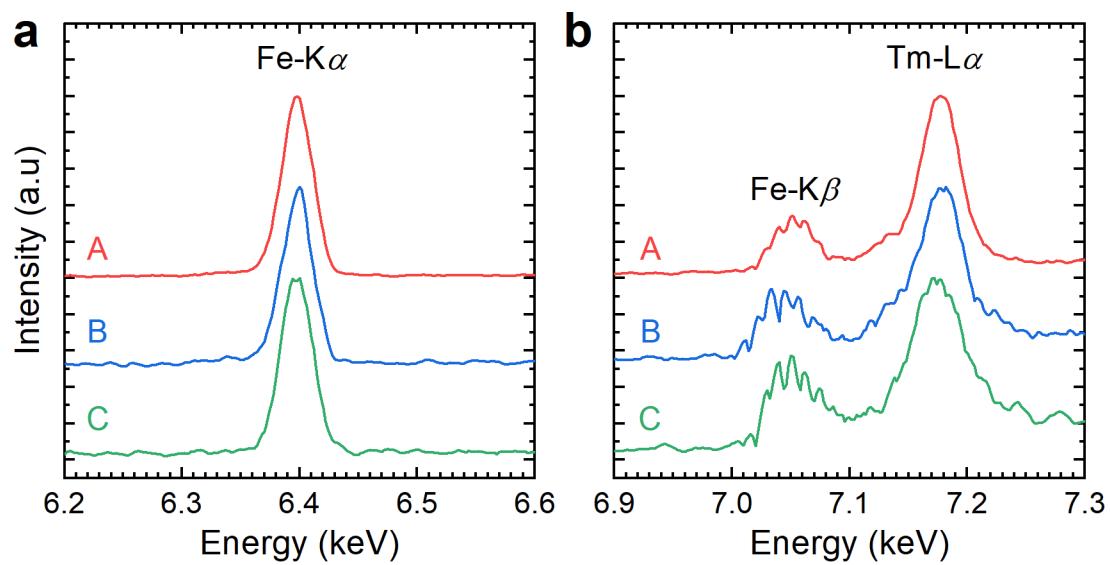 a
b
Fe-Kα
Tm-Lα
Fe-Kβ
A
A
B
B
C
C
Intensity (a.u)
6.2 6.3 6.4 6.5 6.6
6.9 7.0 7.1 7.2 7.3
Energy (keV)
Energy (keV)